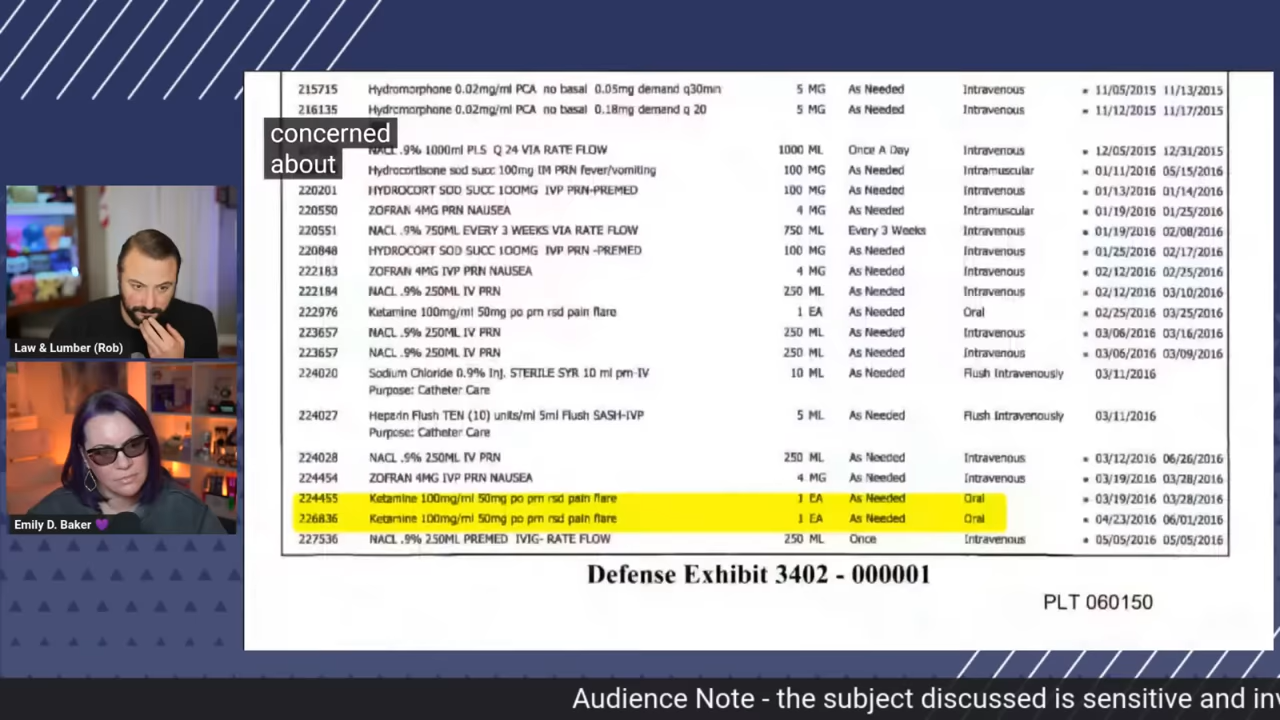 215715 Hydromorphone 0.02mg/ml PCA no basal 0.05mg demand q30min 5 MG As Needed Intravenous * 11/05/2015 11/13/2015
216135 Hydromorphone 0.02mg/ml PCA no basal 0.18mg demand q 20 5 MG As Needed Intravenous * 11/12/2015 11/17/2015
concerned
about
NACL .9% 1000ml PLS Q 24 VIA RATE FLOW 1000 ML Once A Day Intravenous * 12/05/2015 12/31/2015
Hydrocortisone sod succ 100mg IM PRN fever/vomiting 100 MG As Needed Intramuscular * 01/11/2016 05/15/2016
220201 HYDROCORT SOD SUCC 100MG IVP PRN-PREMED 100 MG As Needed Intravenous * 01/13/2016 01/14/2016
220550 ZOFRAN 4MG PRN NAUSEA 4 MG As Needed Intramuscular * 01/19/2016 01/25/2016
220551 NACL .9% 750ML EVERY 3 WEEKS VIA RATE FLOW 750 ML Every 3 Weeks Intravenous * 01/19/2016 02/08/2016
220848 HYDROCORT SOD SUCC 100MG IVP PRN -PREMED 100 MG As Needed Intravenous * 01/25/2016 02/17/2016
222183 ZOFRAN 4MG IVP PRN NAUSEA 4 MG As Needed Intravenous * 02/12/2016 02/25/2016
222184 NACL .9% 250ML IV PRN 250 ML As Needed Intravenous * 02/12/2016 03/10/2016
222976 Ketamine 100mg/ml 50mg po prn rsd pain flare 1 EA As Needed Oral * 02/25/2016 03/25/2016
223657 NACL .9% 250ML IV PRN 250 ML As Needed Intravenous * 03/06/2016 03/16/2016
223657 NACL .9% 250ML IV PRN 250 ML As Needed Intravenous * 03/06/2016 03/09/2016
224020 Sodium Chloride 0.9% Inj. STERILE SYR 10 ml prn-IV 10 ML As Needed Flush Intravenously 03/11/2016
Purpose: Catheter Care
224027 Heparin Flush TEN (10) units/ml 5ml Flush SASH-IVP 5 ML As Needed Flush Intravenously 03/11/2016
Purpose: Catheter Care
224028 NACL .9% 250ML IV PRN 250 ML As Needed Intravenous * 03/12/2016 06/26/2016
224454 ZOFRAN 4MG IVP PRN NAUSEA 4 MG As Needed Intravenous * 03/19/2016 03/28/2016
224455 Ketamine 100mg/ml 50mg po prn rsd pain flare 1 EA As Needed Oral * 03/19/2016 03/28/2016
226836 Ketamine 100mg/ml 50mg po prn rsd pain flare 1 EA As Needed Oral * 04/23/2016 06/01/2016
227536 NACL .9% 250ML PREMED IVIG- RATE FLOW 250 ML Once Intravenous * 05/05/2016 05/05/2016
Defense Exhibit 3402 - 000001
PLT 060150
Law & Lumber (Rob)
Emily D. Baker 💜
Audience Note - the subject discussed is sensitive and inv